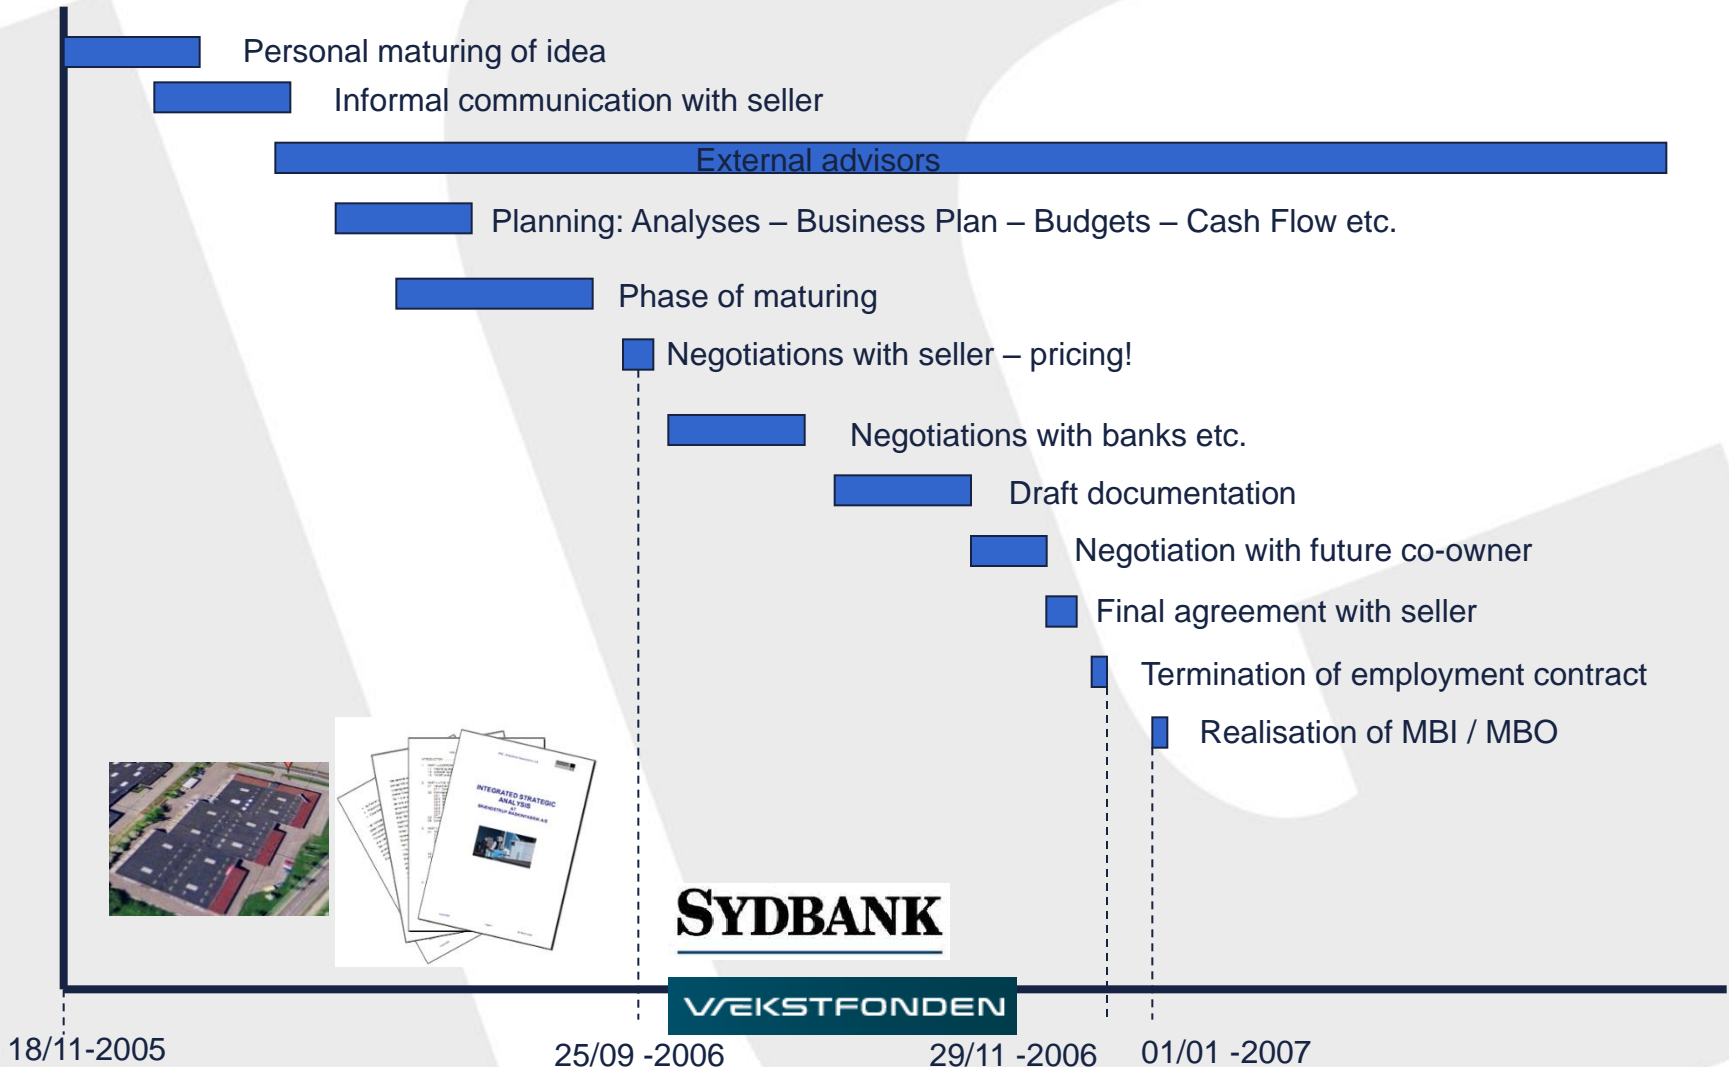 Personal maturing of idea
Informal communication with seller
External advisors
Planning: Analyses – Business Plan – Budgets – Cash Flow etc.
Phase of maturing
Negotiations with seller – pricing!
Negotiations with banks etc.
Draft documentation
Negotiation with future co-owner
Final agreement with seller
Termination of employment contract
Realisation of MBI / MBO
INTEGRATED STRATEGIC
ANALYSIS
AT
SYDBANK
VÆKSTFONDEN
18/11-2005
25/09 -2006
29/11 -2006
01/01 -2007